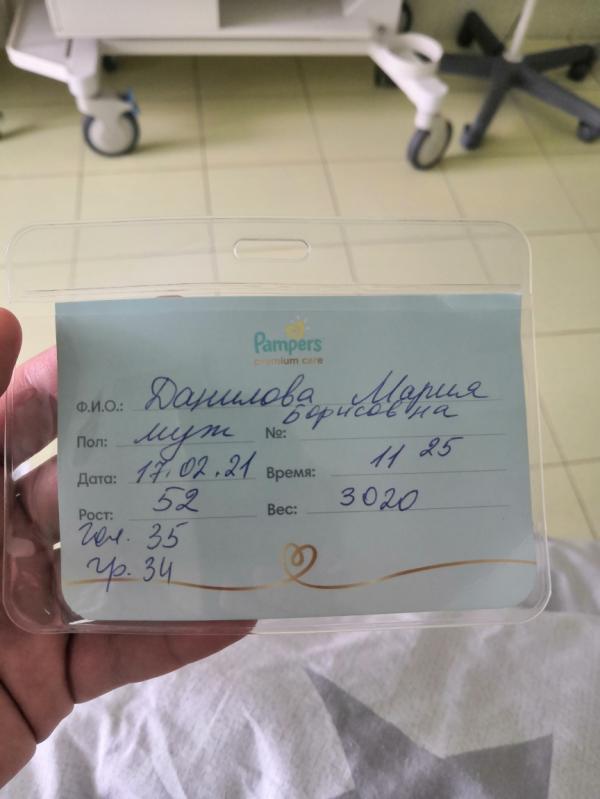 Pampers
premium care
Ф.И.О.: Данилова Мария
Борисовна
Пол: муж №:
Дата: 17.02.21 Время: 11 25
Рост: 52 Вес: 3020
Гол. 35
Гр. 34